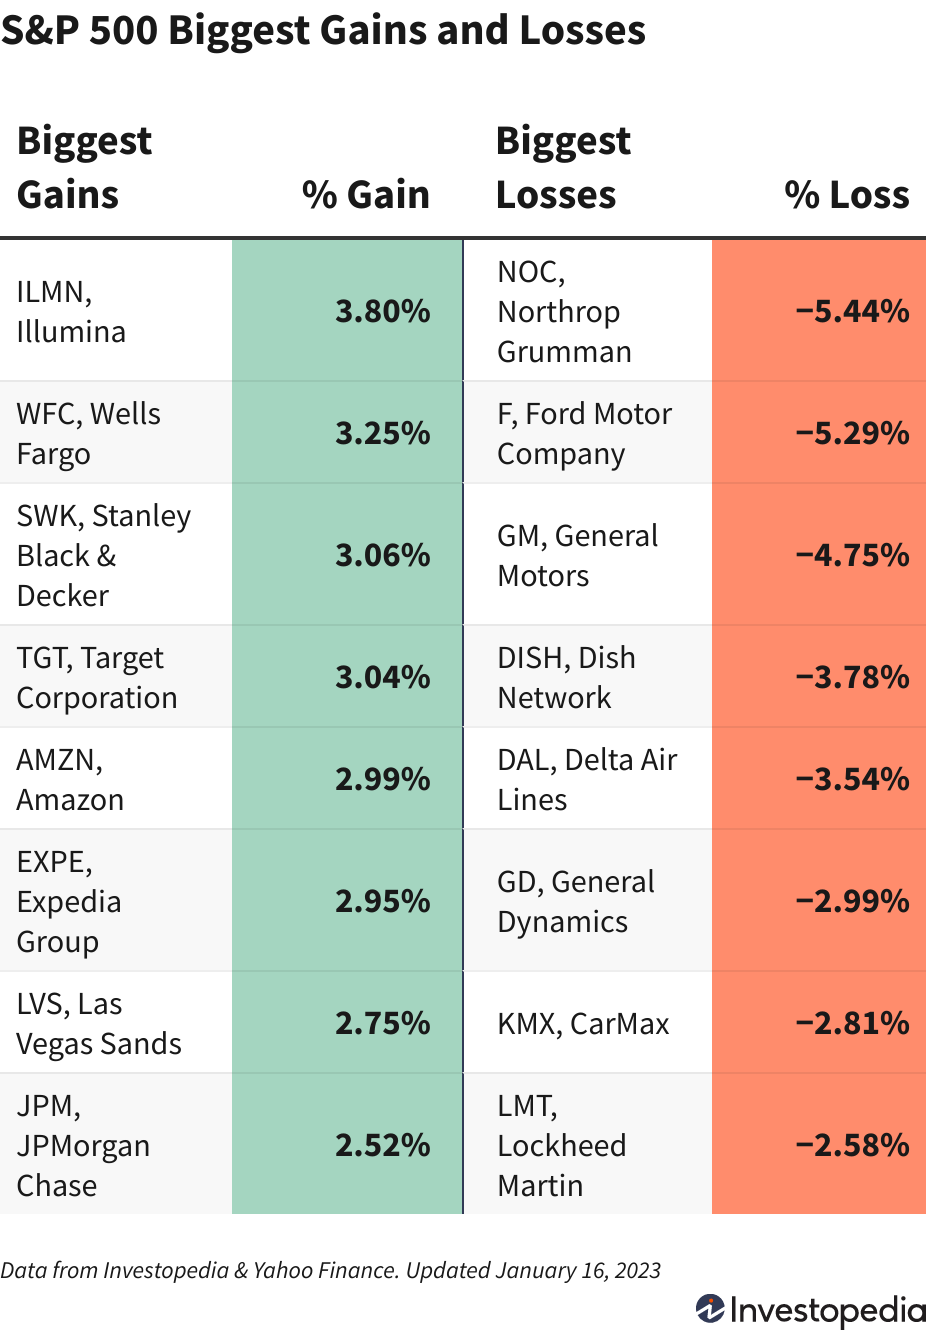 S&P 500 Biggest Gains and Losses
Biggest
Gains
% Gain
Biggest
Losses
% Loss
ILMN,
Illumina
3.80%
NOC,
Northrop
Grumman
−5.44%
WFC, Wells
Fargo
3.25%
F, Ford Motor
Company
−5.29%
SWK, Stanley
Black &
Decker
3.06%
GM, General
Motors
−4.75%
TGT, Target
Corporation
3.04%
DISH, Dish
Network
−3.78%
AMZN,
Amazon
2.99%
DAL, Delta Air
Lines
−3.54%
EXPE,
Expedia
Group
2.95%
GD, General
Dynamics
−2.99%
LVS, Las
Vegas Sands
2.75%
KMX, CarMax
−2.81%
JPM,
JPMorgan
Chase
2.52%
LMT,
Lockheed
Martin
−2.58%
Data from Investopedia & Yahoo Finance. Updated January 16, 2023
Investopedia